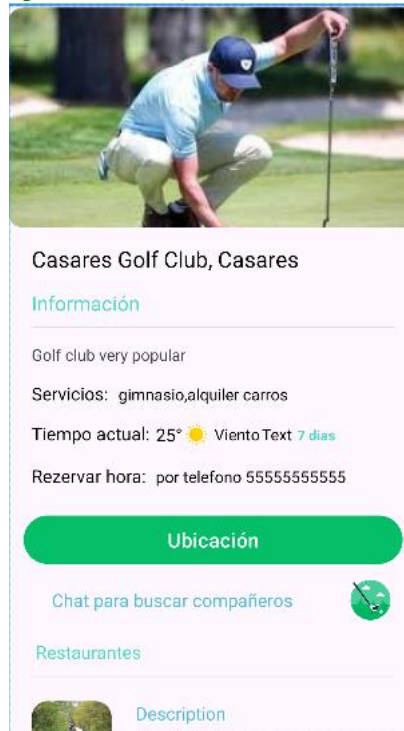 Casares Golf Club, Casares
Información
Golf club very popular
Servicios: gimnasio,alquiler carros
Tiempo actual: 25° Viento Text 7 dias
Rezervar hora: por telefono 55555555555
Ubicación
Chat para buscar compañeros
Restaurantes
Description